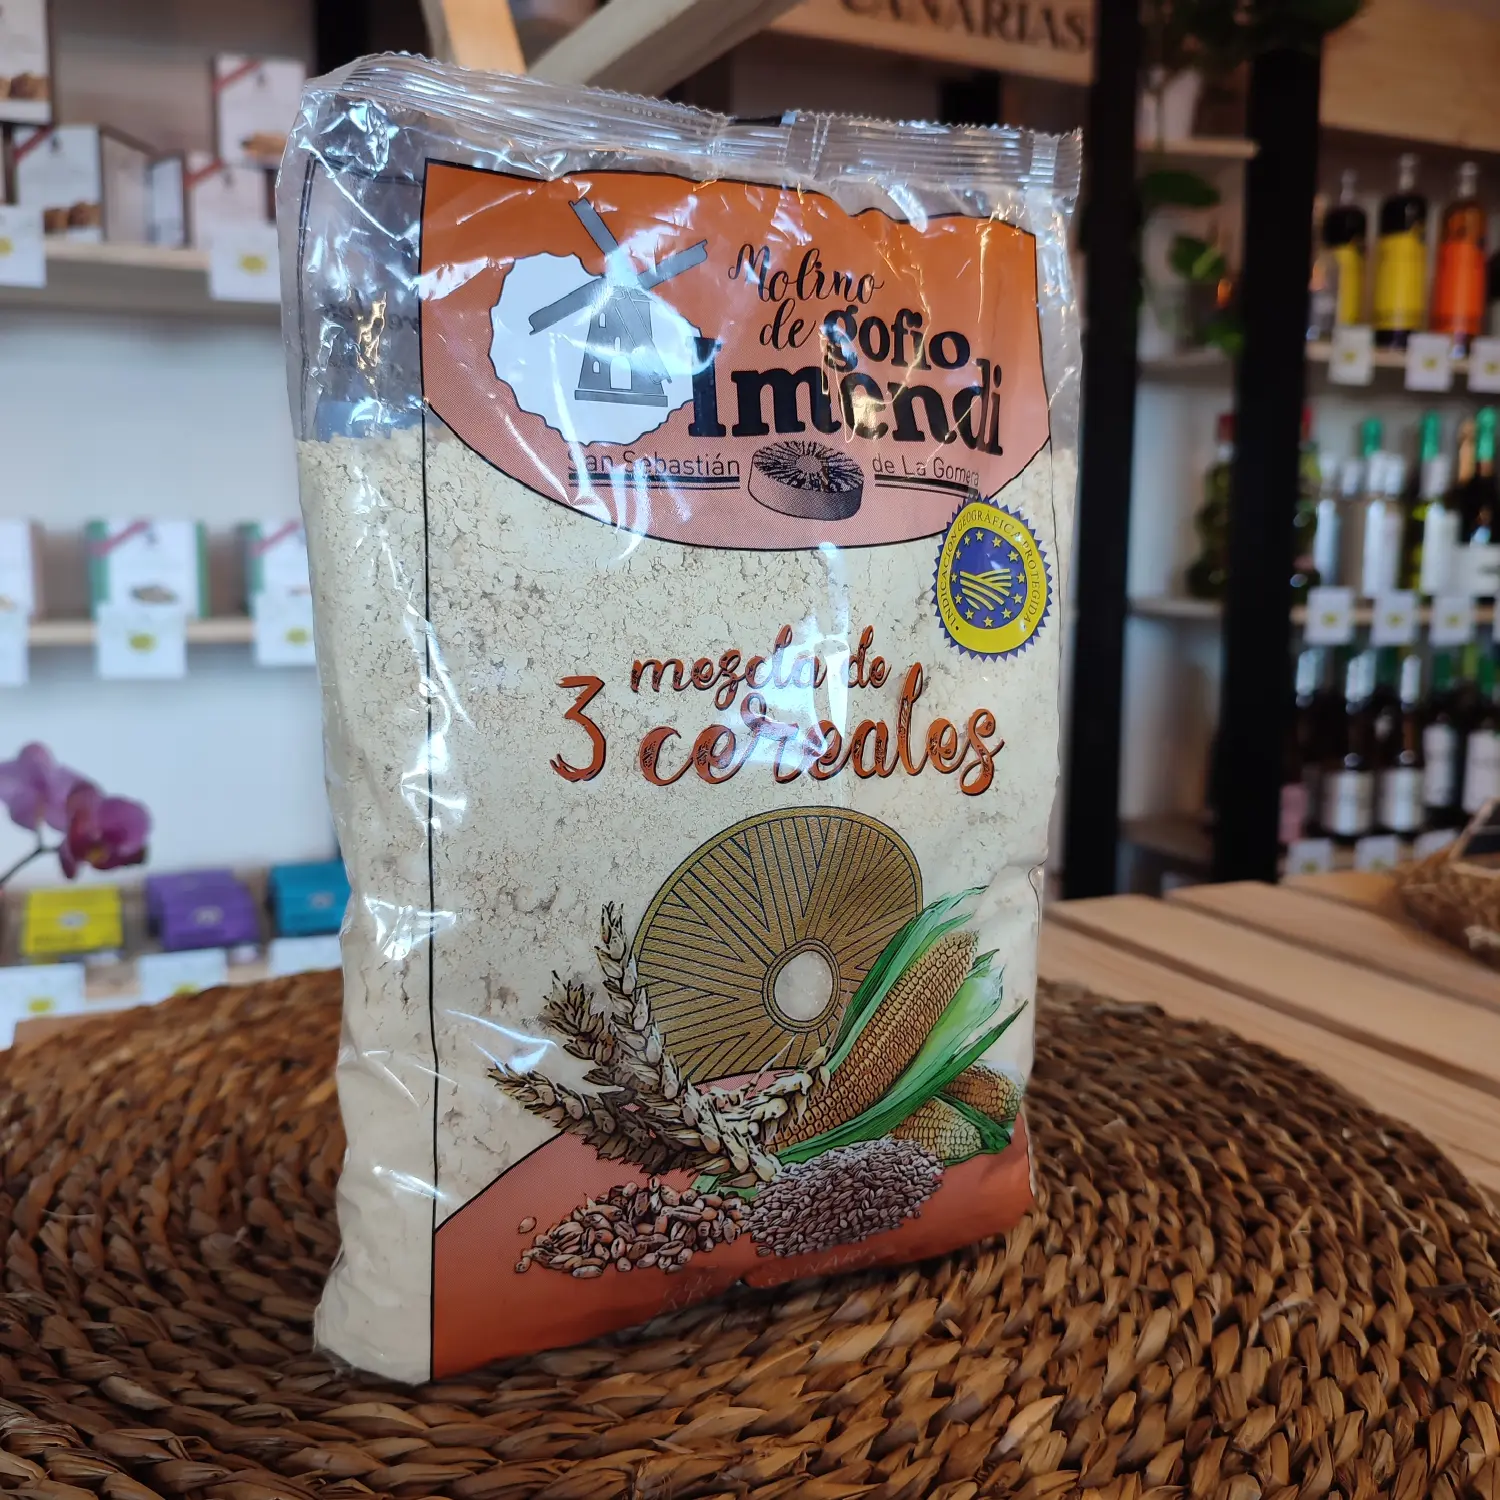 CANARIAS
Molino
de gofio
Imendi
San Sebastián de La Gomera
INDICACIÓN GEOGRÁFICA PROTEGIDA
mezcla de
3 cereales